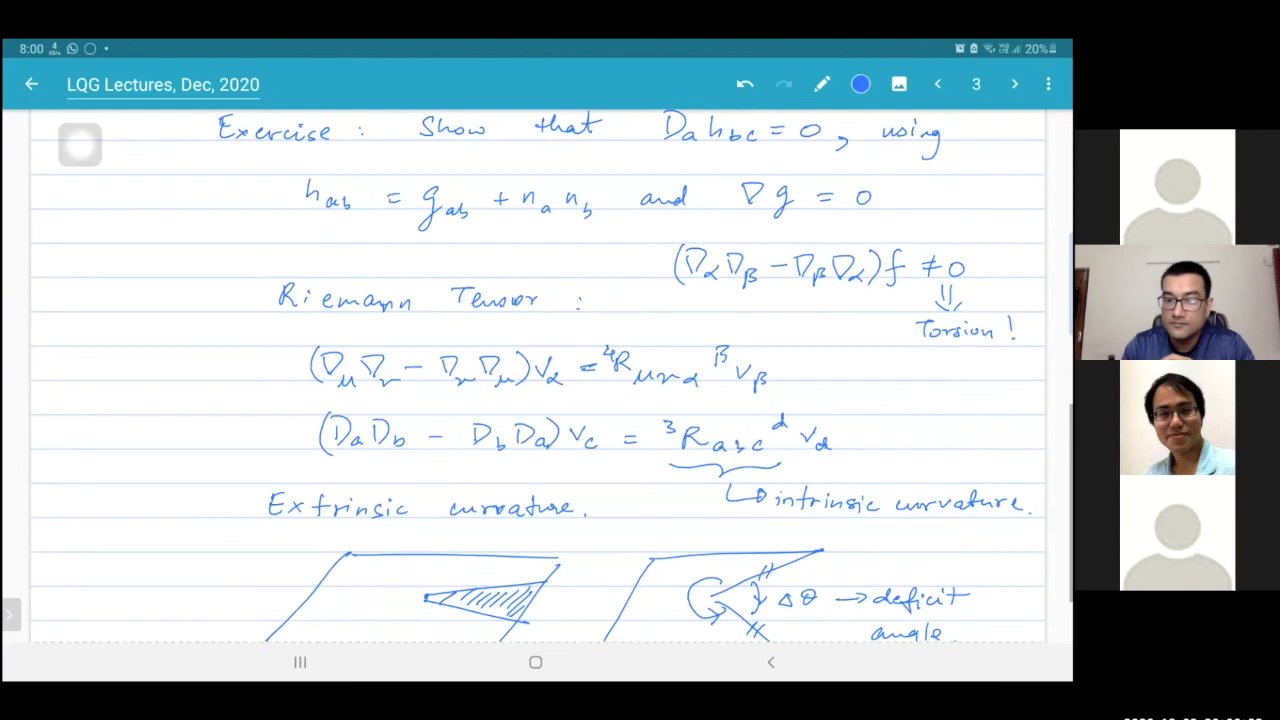 8:00 4 KB/s 20%
LQG Lectures, Dec, 2020
3
Exercise : Show that D_a h_bc = 0, using
h_ab = g_ab + n_a n_b and ∇g = 0
(∇_α ∇_β − ∇_β ∇_α) f ≠ 0
⇓
Riemann Tensor :
Torsion !
(∇_μ ∇_ν − ∇_ν ∇_μ) v_α = ⁴R_μνα^β v_β
(D_a D_b − D_b D_a) v_c = ³R_abc^d v_d
↳ intrinsic curvature.
Extrinsic curvature.
Δθ → deficit
angle.